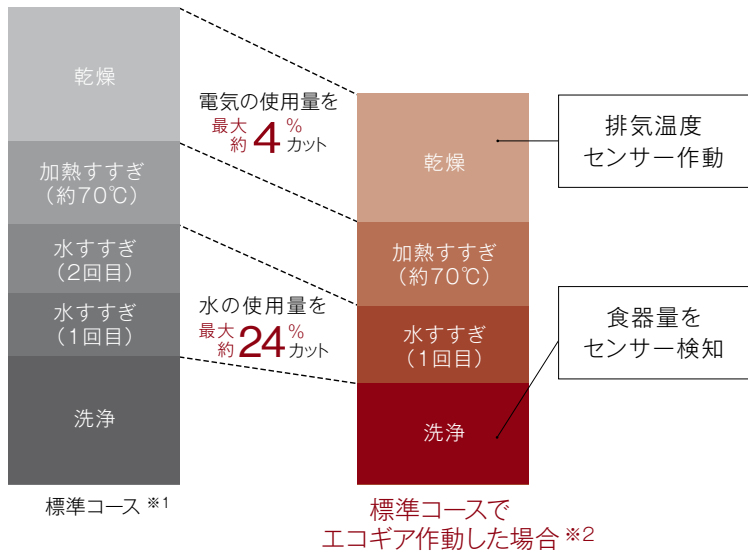 乾燥
加熱すすぎ
(約70℃)
水すすぎ
(2回目)
水すすぎ
(1回目)
洗浄
標準コース ※1
電気の使用量を
最大
約4%カット
水の使用量を
最大
約24%カット
乾燥
加熱すすぎ
(約70℃)
水すすぎ
(1回目)
洗浄
標準コースで
エコギア作動した場合 ※2
排気温度
センサー作動
食器量を
センサー検知